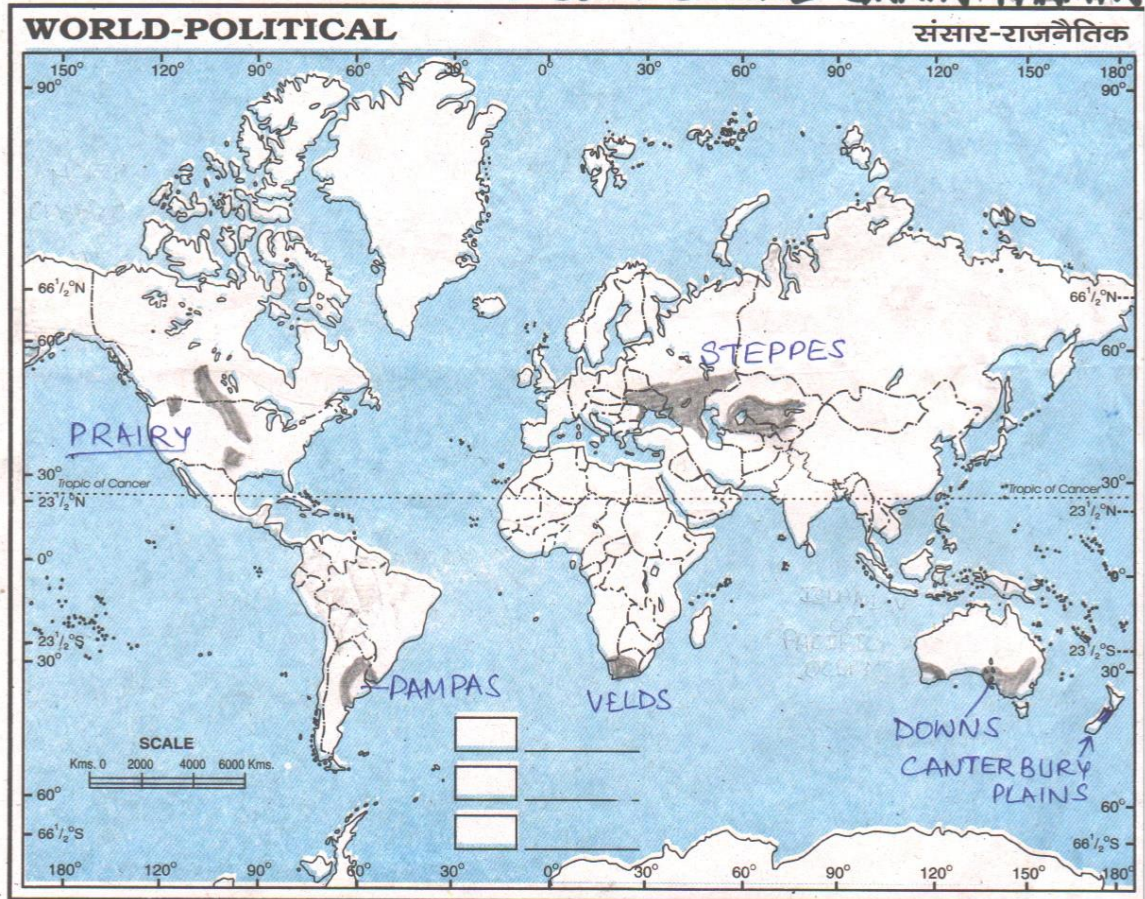 WORLD-POLITICAL
संसार-राजनैतिक
150° 120° 90° 60° 30° 0° 30° 60° 90° 120° 150° 180°
90° 90°
66 1/2°N 66 1/2°N
60° 60°
STEPPES
PRAIRY
30° 30°
Tropic of Cancer Tropic of Cancer
23 1/2°N 23 1/2°N
0° 0°
23 1/2°S 23 1/2°S
30° 30°
PAMPAS
VELDS
DOWNS
CANTERBURY
PLAINS
SCALE
Kms. 0 2000 4000 6000 Kms.
60° 60°
66 1/2°S 66 1/2°S
180° 150° 120° 90° 60° 30° 0° 30° 60° 90° 120° 150° 180°